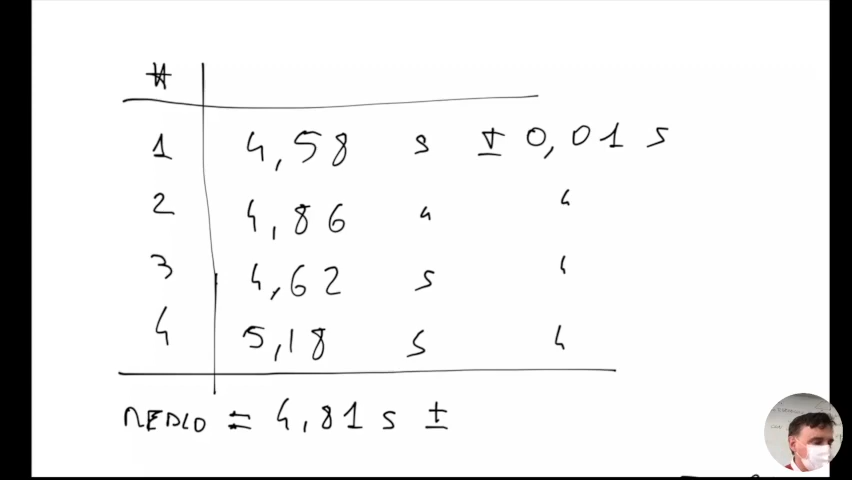 #
1 4,58 s ± 0,01 s
2 4,86 " "
3 4,62 s "
4 5,18 s "
MEDIO = 4,81 s ±